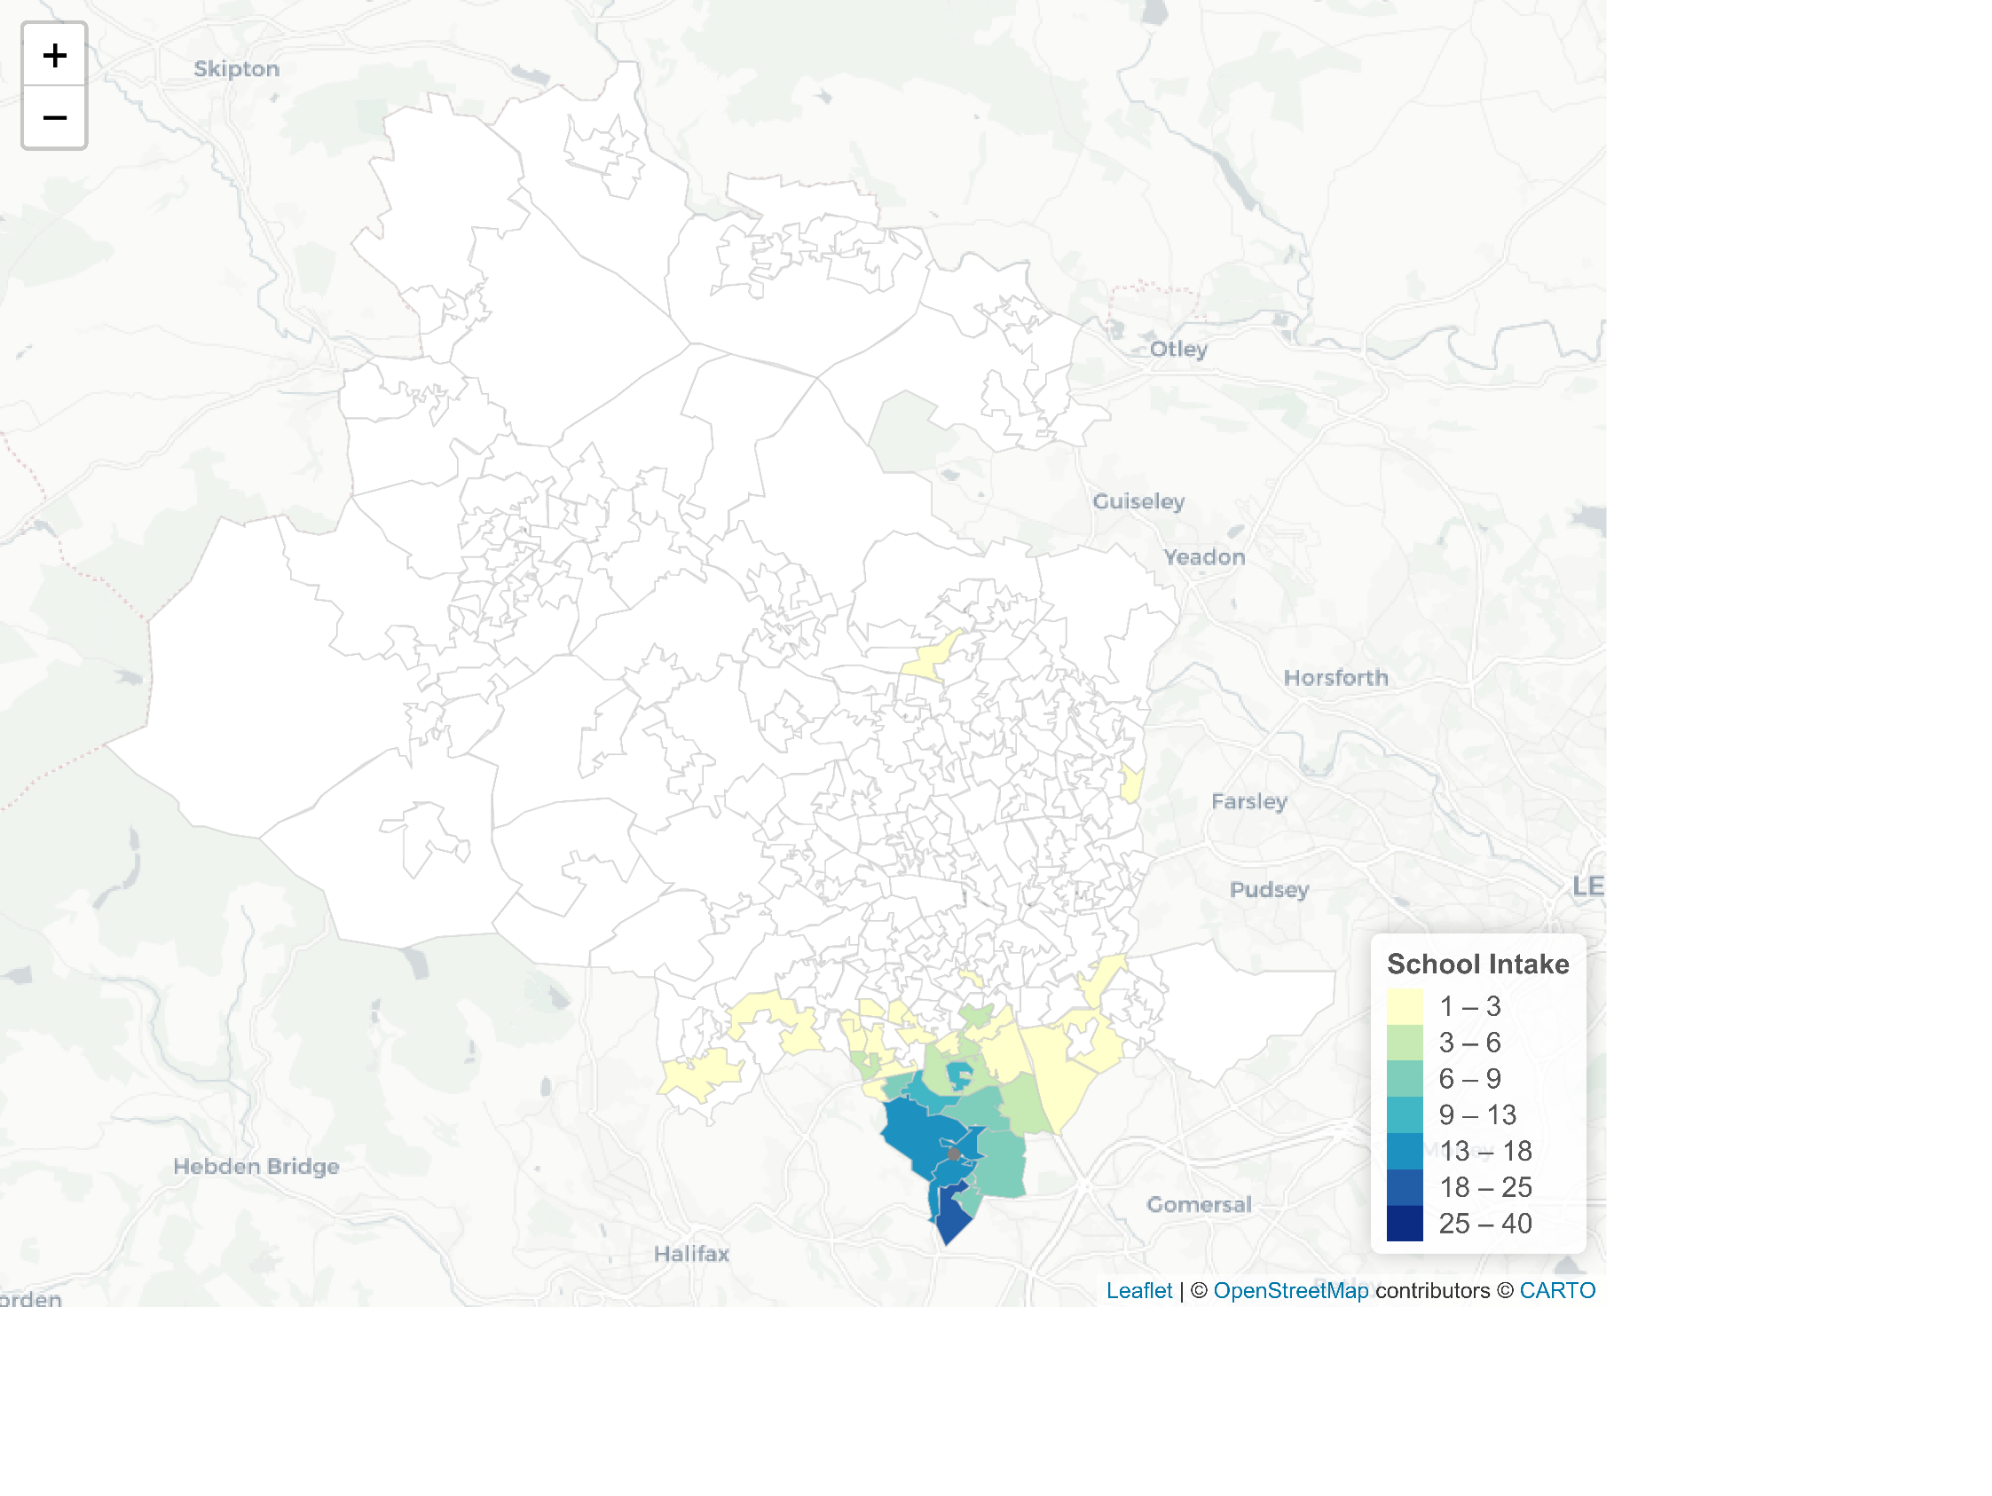 +
−
Skipton
Otley
Guiseley
Yeadon
Horsforth
Farsley
Pudsey
LE
School Intake
1 – 3
3 – 6
6 – 9
9 – 13
13 – 18
18 – 25
25 – 40
Hebden Bridge
Gomersal
Halifax
orden
Leaflet | © OpenStreetMap contributors © CARTO